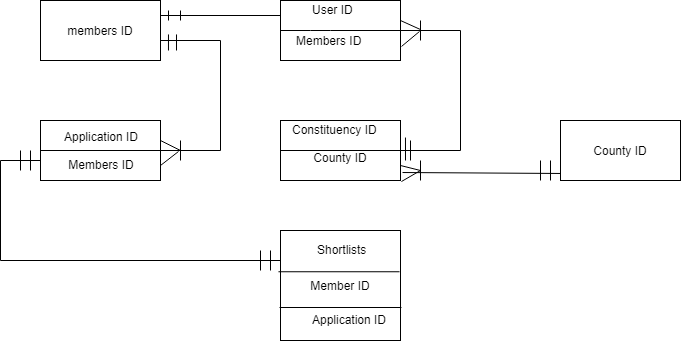 members ID
User ID
Members ID
Application ID
Members ID
Constituency ID
County ID
County ID
Shortlists
Member ID
Application ID